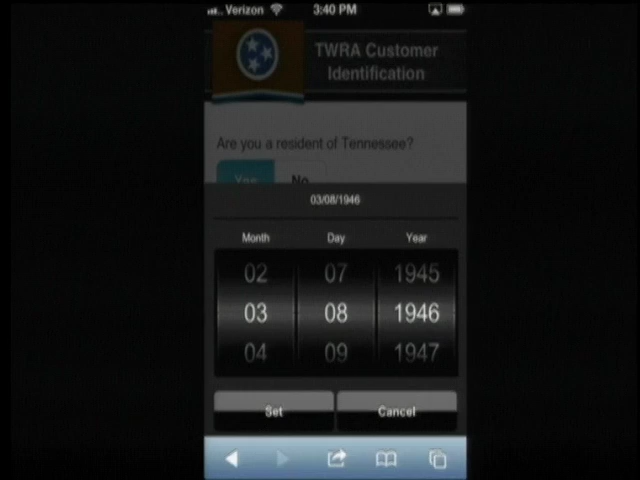 Verizon 3:40 PM
TWRA Customer
Identification
Are you a resident of Tennessee?
Yes No
03/08/1946
Month Day Year
02 07 1945
03 08 1946
04 09 1947
Set Cancel